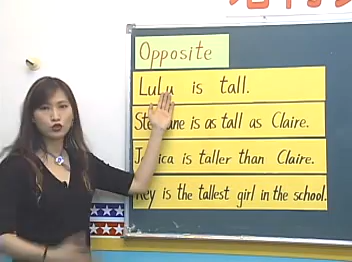 Opposite
Lulu is tall.
is as tall as Claire.
is taller than Claire.
is the tallest girl in the school.